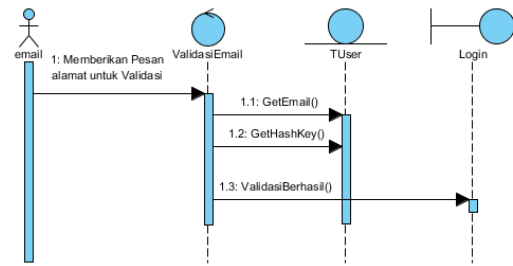 email
ValidasiEmail
TUser
Login
1: Memberikan Pesan
alamat untuk Validasi
1.1: GetEmail()
1.2: GetHashKey()
1.3: ValidasiBerhasil()